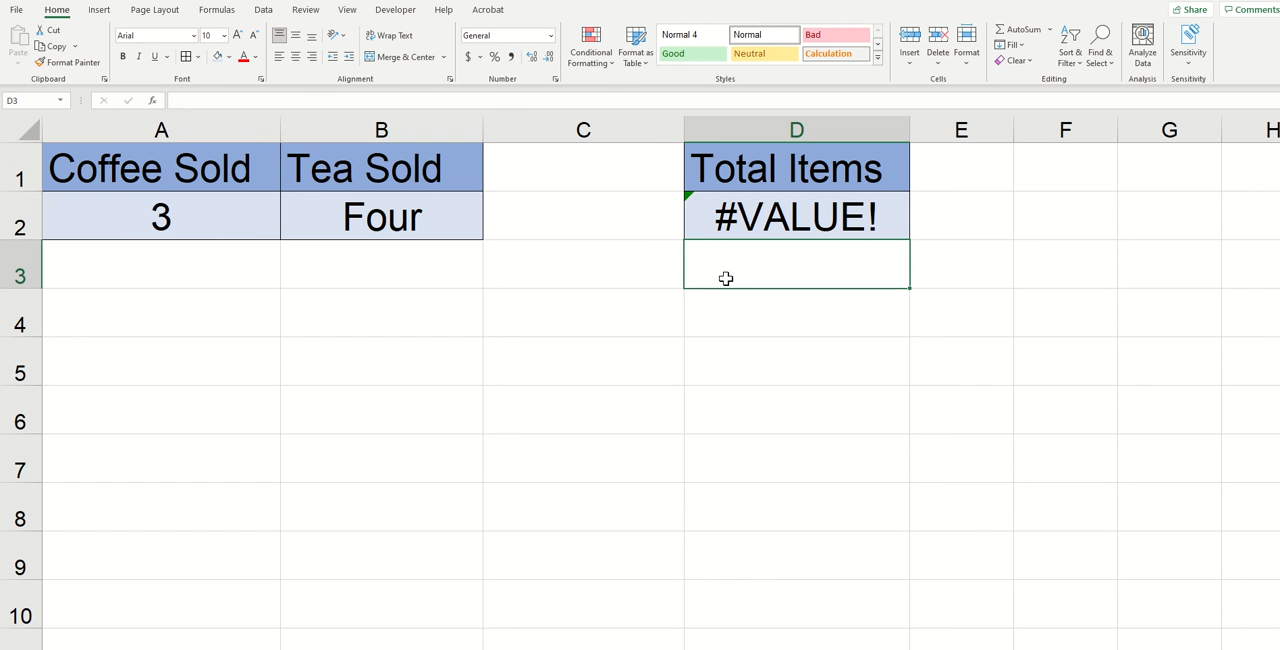 File Home Insert Page Layout Formulas Data Review View Developer Help Acrobat Share Comments
Paste Cut Copy Format Painter Clipboard
Arial 10 A A B I U A Font
Wrap Text Merge & Center Alignment
General $ % , Number
Conditional Formatting Format as Table
Normal 4 Normal Bad
Good Neutral Calculation
Styles
Insert Delete Format Cells
AutoSum Fill Clear Sort & Filter Find & Select Editing
Analyze Data Analysis
Sensitivity Sensitivity
D3 fx
A B C D E F G H
1 Coffee Sold Tea Sold Total Items
2 3 Four #VALUE!
3
4
5
6
7
8
9
10